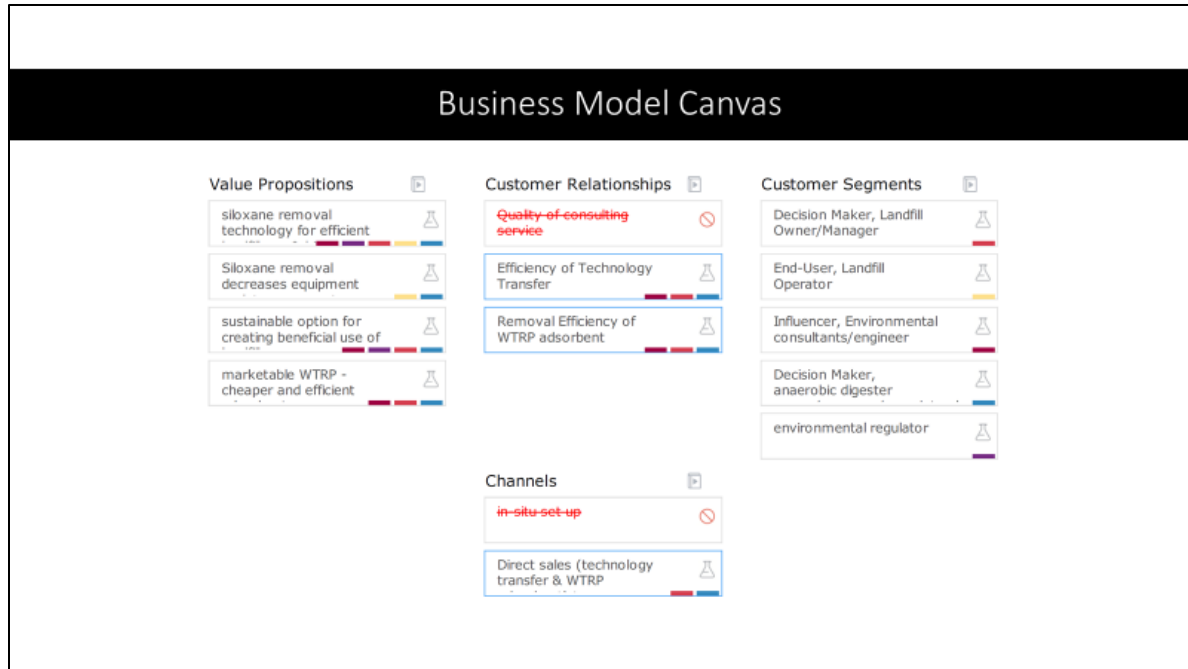 Business Model Canvas
Value Propositions
siloxane removal
technology for efficient
Siloxane removal
decreases equipment
sustainable option for
creating beneficial use of
marketable WTRP -
cheaper and efficient
Customer Relationships
Quality of consulting
service
Efficiency of Technology
Transfer
Removal Efficiency of
WTRP adsorbent
Channels
in-situ set up
Direct sales (technology
transfer & WTRP
Customer Segments
Decision Maker, Landfill
Owner/Manager
End-User, Landfill
Operator
Influencer, Environmental
consultants/engineer
Decision Maker,
anaerobic digester
environmental regulator